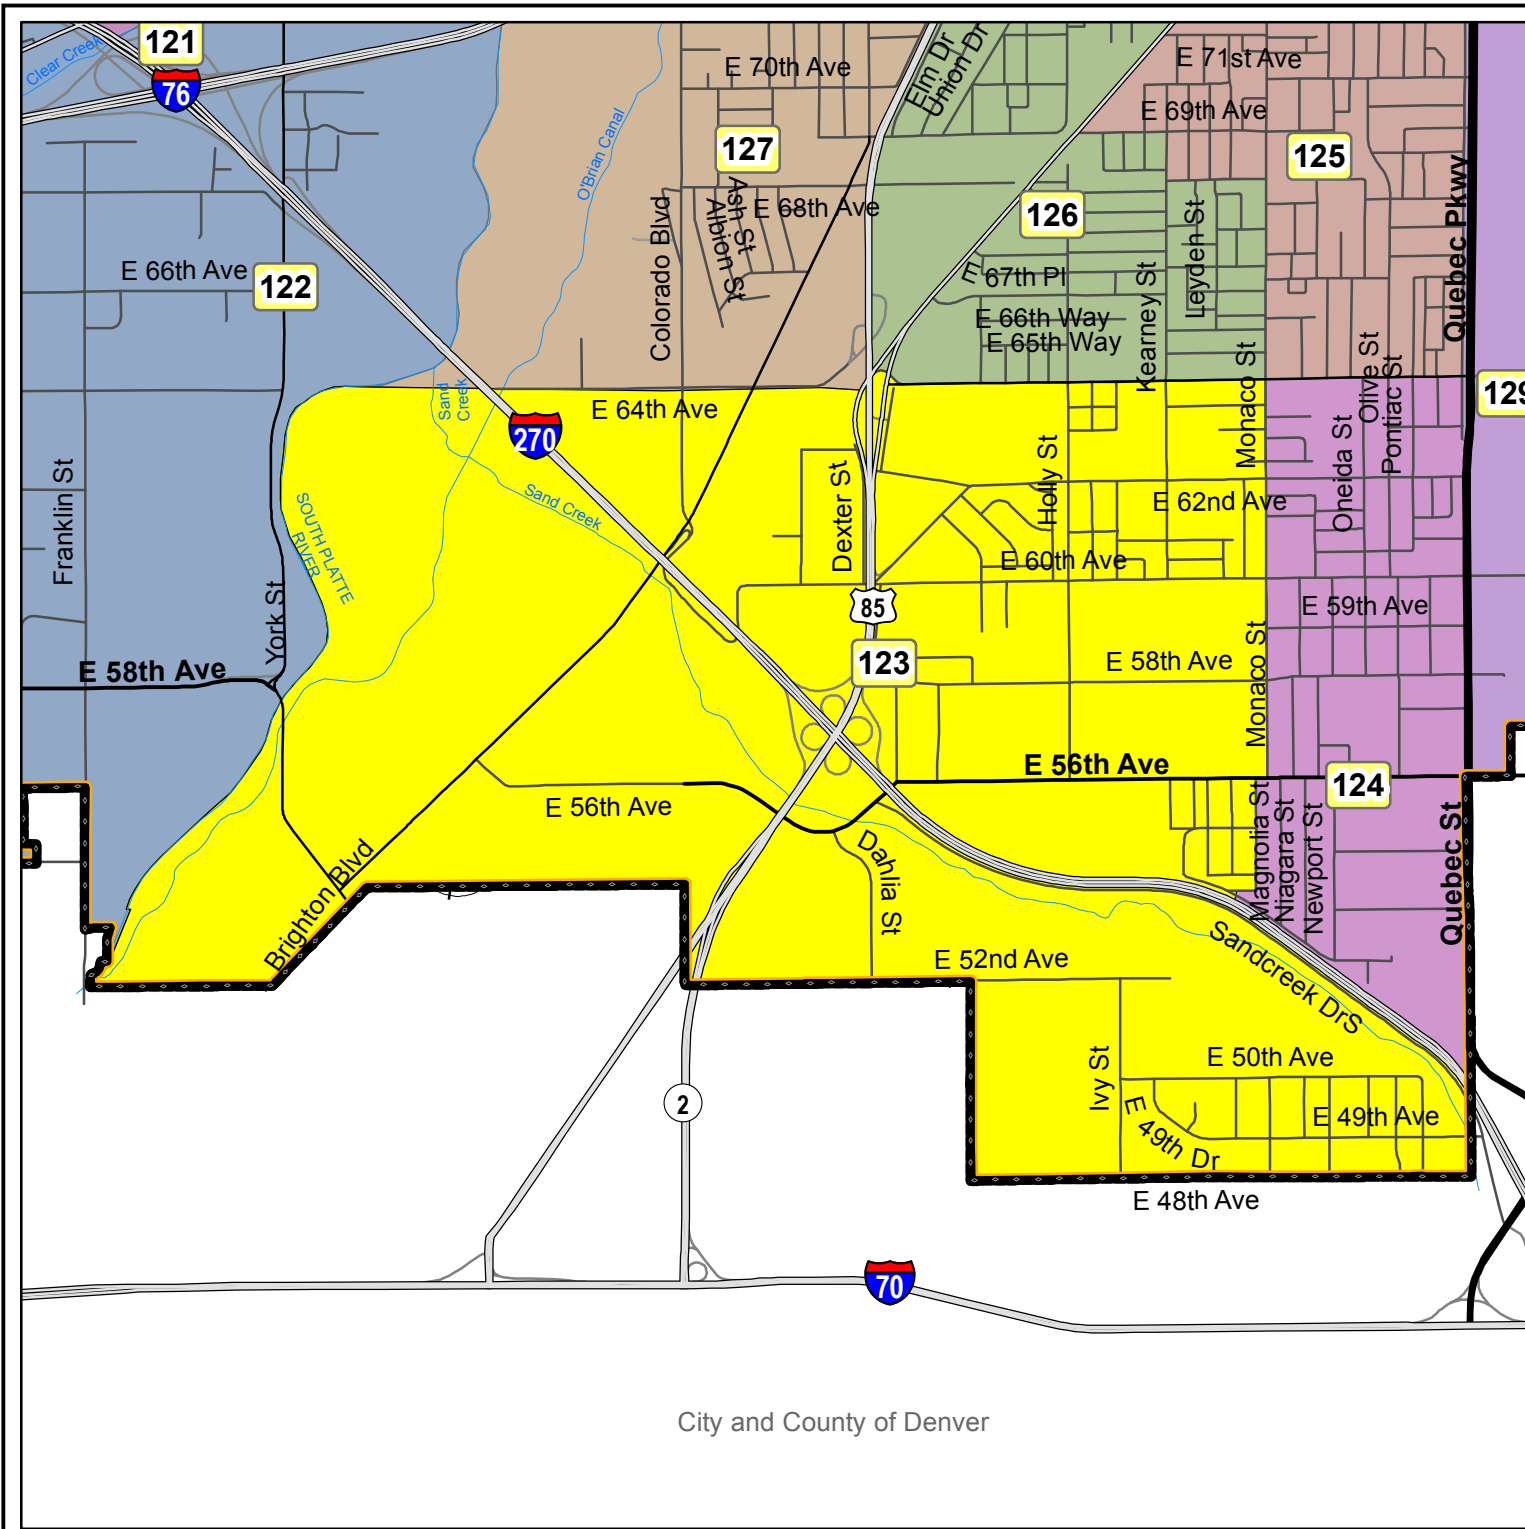 121
Clear Creek
76
E 70th Ave
Elm Dr
Union Dr
E 71st Ave
E 69th Ave
127
O'Brian Canal
125
Ash St
Albion St
E 68th Ave
Colorado Blvd
126
Leyden St
Quebec Pkwy
E 66th Ave
122
E 67th Pl
E 66th Way
E 65th Way
Kearney St
Monaco St
Olive St
Pontiac St
129
Sand
Creek
E 64th Ave
270
Sand Creek
Franklin St
Dexter St
Holly St
Oneida St
E 62nd Ave
SOUTH PLATTE
RIVER
E 60th Ave
York St
85
E 59th Ave
E 58th Ave
123
E 58th Ave
Monaco St
E 56th Ave
124
E 56th Ave
Magnolia St
Niagara St
Newport St
Quebec St
Brighton Blvd
Dahlia St
E 52nd Ave
Sandcreek DrS
Ivy St
E 50th Ave
E 49th Dr
E 49th Ave
2
E 48th Ave
70
City and County of Denver